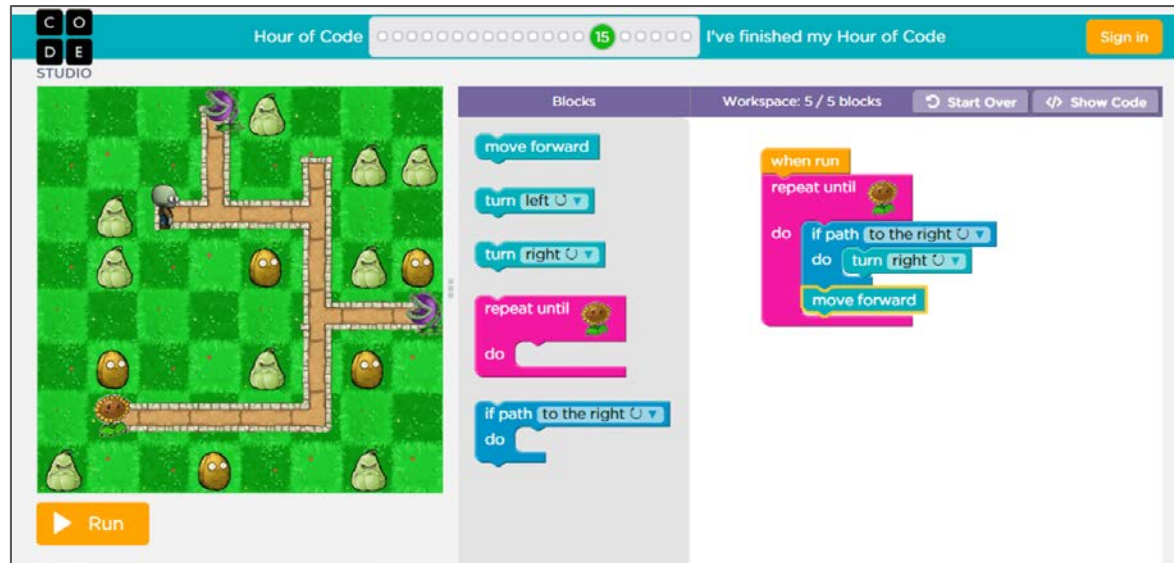 C O
D E
STUDIO
Hour of Code
15
I've finished my Hour of Code
Sign in
Blocks
Workspace: 5 / 5 blocks
Start Over
</> Show Code
move forward
turn left
turn right
repeat until
do
if path to the right
do
when run
repeat until
do
if path to the right
do turn right
move forward
Run